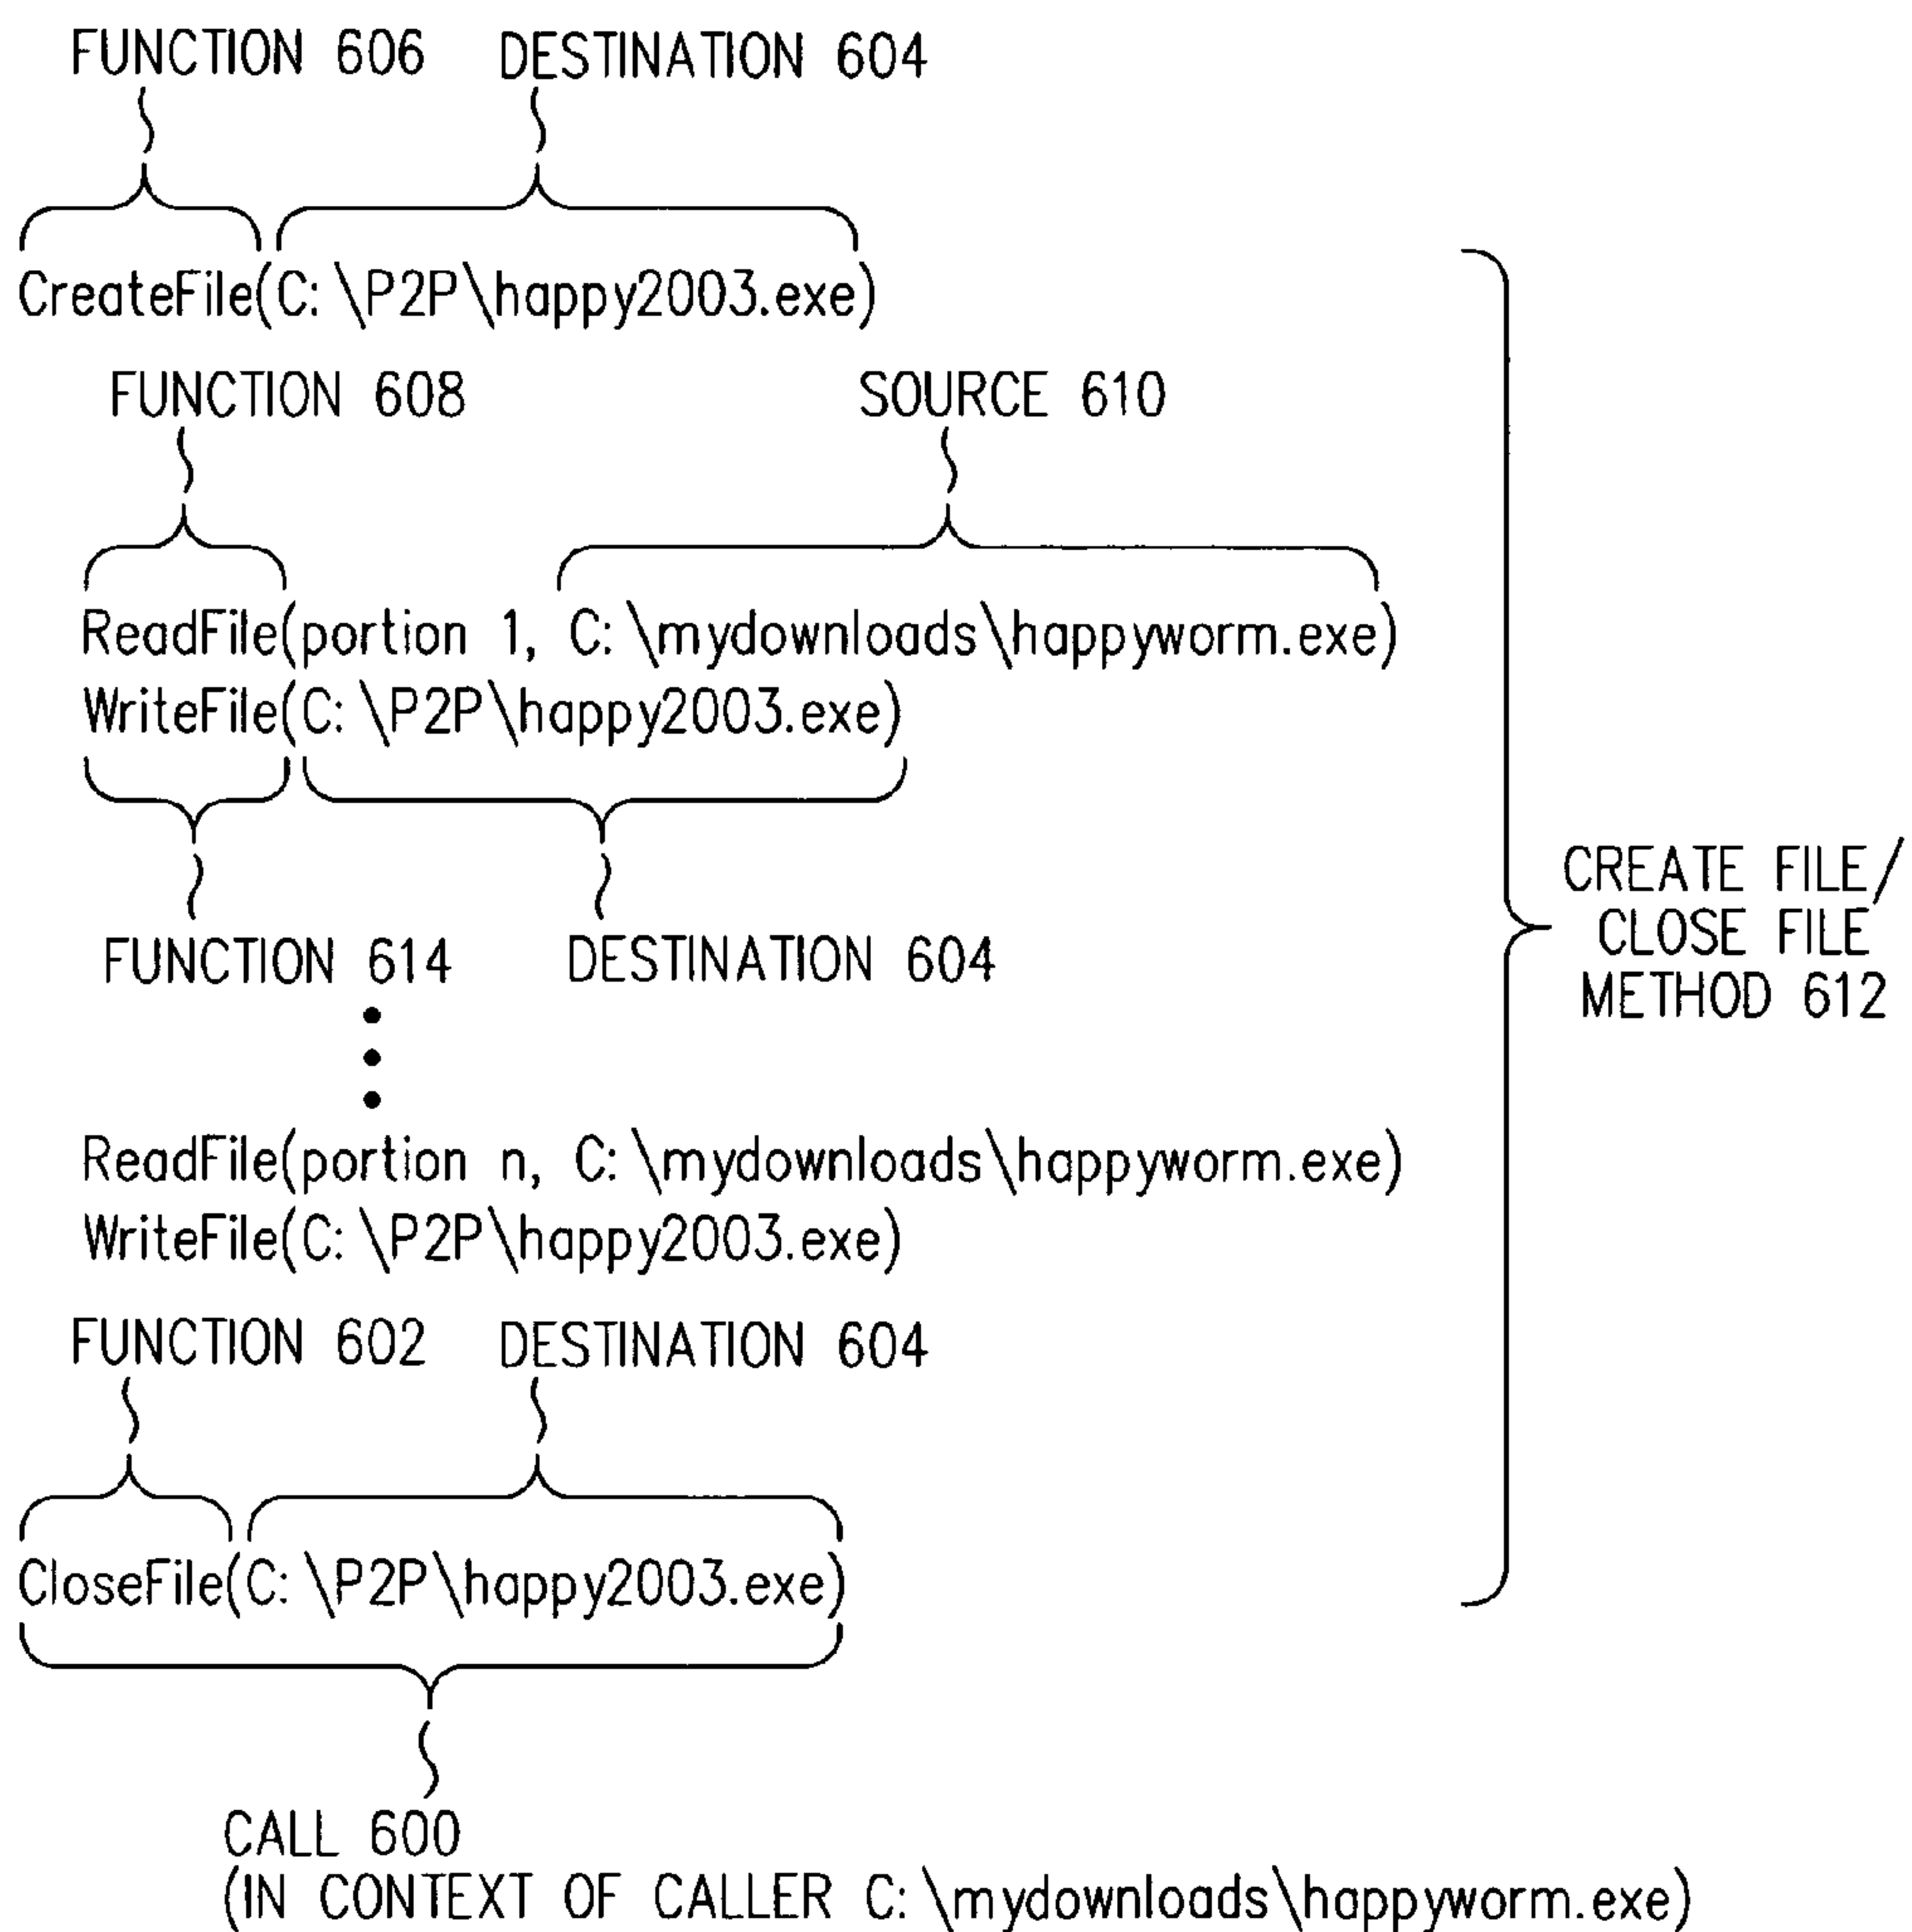 FUNCTION 606 DESTINATION 604
CreateFile(C: \P2P\happy2003.exe)
FUNCTION 608 SOURCE 610
ReadFile(portion 1, C: \mydownloads\happyworm.exe)
WriteFile(C: \P2P\happy2003.exe)
FUNCTION 614 DESTINATION 604
CREATE FILE/
CLOSE FILE
METHOD 612
ReadFile(portion n, C: \mydownloads\happyworm.exe)
WriteFile(C: \P2P\happy2003.exe)
FUNCTION 602 DESTINATION 604
CloseFile(C: \P2P\happy2003.exe)
CALL 600
(IN CONTEXT OF CALLER C: \mydownloads\happyworm.exe)